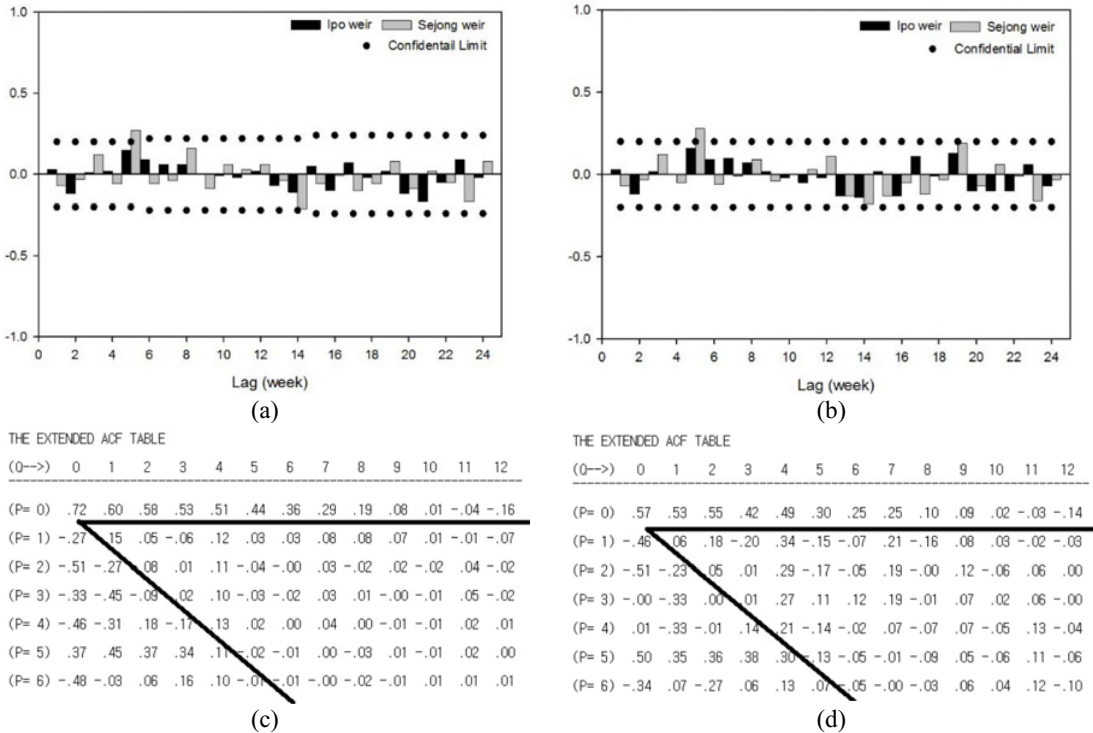 1.0
0.5
0.0
-0.5
-1.0
0 2 4 6 8 10 12 14 16 18 20 22 24
Ipo weir Sejong weir
Confidentail Limit
Lag (week)
(a)
1.0
0.5
0.0
-0.5
-1.0
0 2 4 6 8 10 12 14 16 18 20 22 24
Ipo weir Sejong weir
Confidential Limit
Lag (week)
(b)
THE EXTENDED ACF TABLE
(Q-->) 0 1 2 3 4 5 6 7 8 9 10 11 12
(P= 0) .72 .60 .58 .53 .51 .44 .36 .29 .19 .08 .01 -.04 -.16
(P= 1) -.27 .15 .05 -.06 .12 .03 .03 .08 .08 .07 .01 -.01 -.07
(P= 2) -.51 -.27 .08 .01 .11 -.04 -.00 .03 -.02 .02 -.02 .04 -.02
(P= 3) -.33 -.45 -.09 .02 .10 -.03 -.02 .03 .01 -.00 -.01 .05 -.02
(P= 4) -.46 -.31 .18 -.17 .13 .02 .00 .04 .00 -.01 -.01 .02 .01
(P= 5) .37 .45 .37 .34 .11 -.02 -.01 .00 -.03 .01 -.01 .02 .00
(P= 6) -.48 -.03 .06 .16 .10 -.01 -.01 -.00 -.02 -.01 .01 .01 .01
(c)
THE EXTENDED ACF TABLE
(Q-->) 0 1 2 3 4 5 6 7 8 9 10 11 12
(P= 0) .57 .53 .55 .42 .49 .30 .25 .25 .10 .09 .02 -.03 -.14
(P= 1) -.46 .06 .18 -.20 .34 -.15 -.07 .21 -.16 .08 .03 -.02 -.03
(P= 2) -.51 -.23 .05 .01 .29 -.17 -.05 .19 -.00 .12 -.06 .06 .00
(P= 3) -.00 -.33 .00 .01 .27 .11 .12 .19 -.01 .07 .02 .06 -.00
(P= 4) .01 -.33 -.01 .14 .21 -.14 -.02 .07 -.07 .07 -.05 .13 -.04
(P= 5) .50 .35 .36 .38 .30 -.13 -.05 -.01 -.09 .05 -.06 .11 -.06
(P= 6) -.34 .07 -.27 .06 .13 .07 -.05 -.00 -.03 .06 .04 .12 -.10
(d)